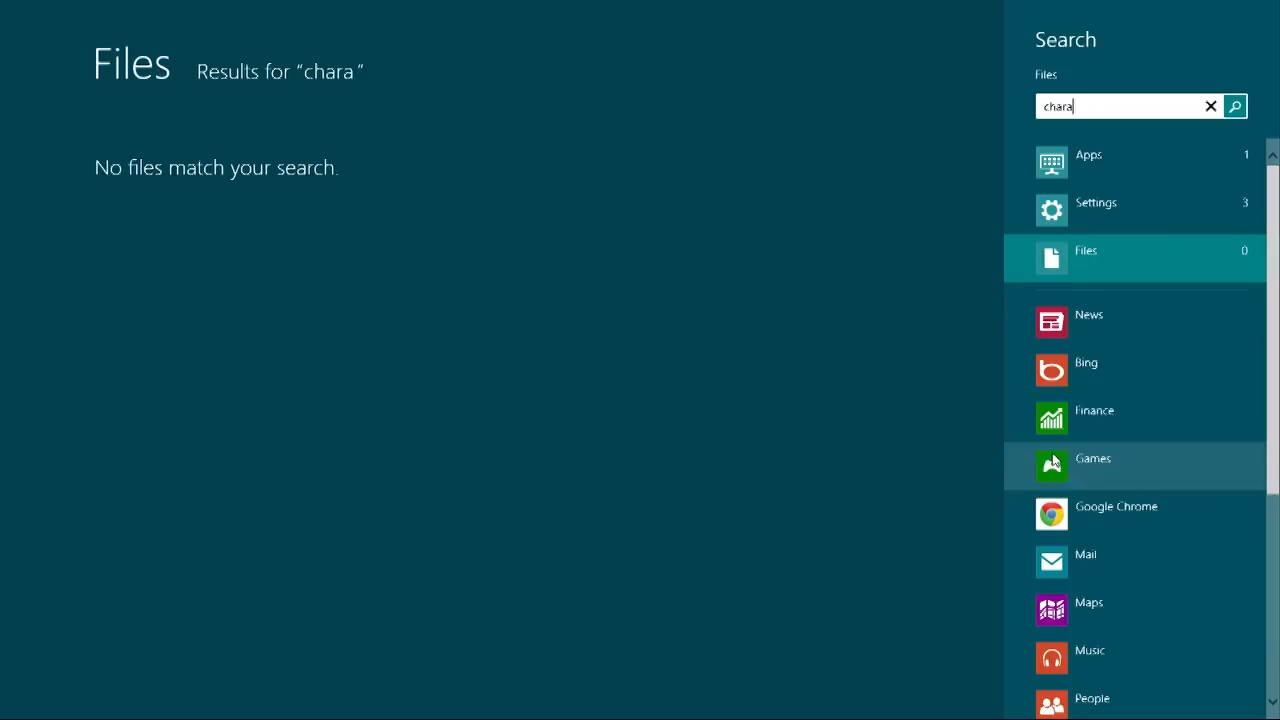 Files Results for “chara ”
No files match your search.
Search
Files
chara
Apps 1
Settings 3
Files 0
News
Bing
Finance
Games
Google Chrome
Mail
Maps
Music
People